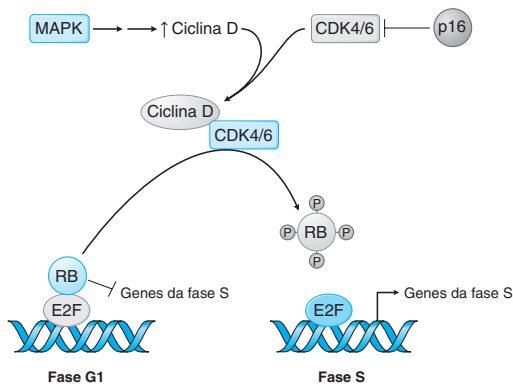 MAPK → → ↑ Ciclina D
CDK4/6
p16
Ciclina D
CDK4/6
P
P RB P
P
RB
Genes da fase S
E2F
E2F
Genes da fase S
Fase G1
Fase S